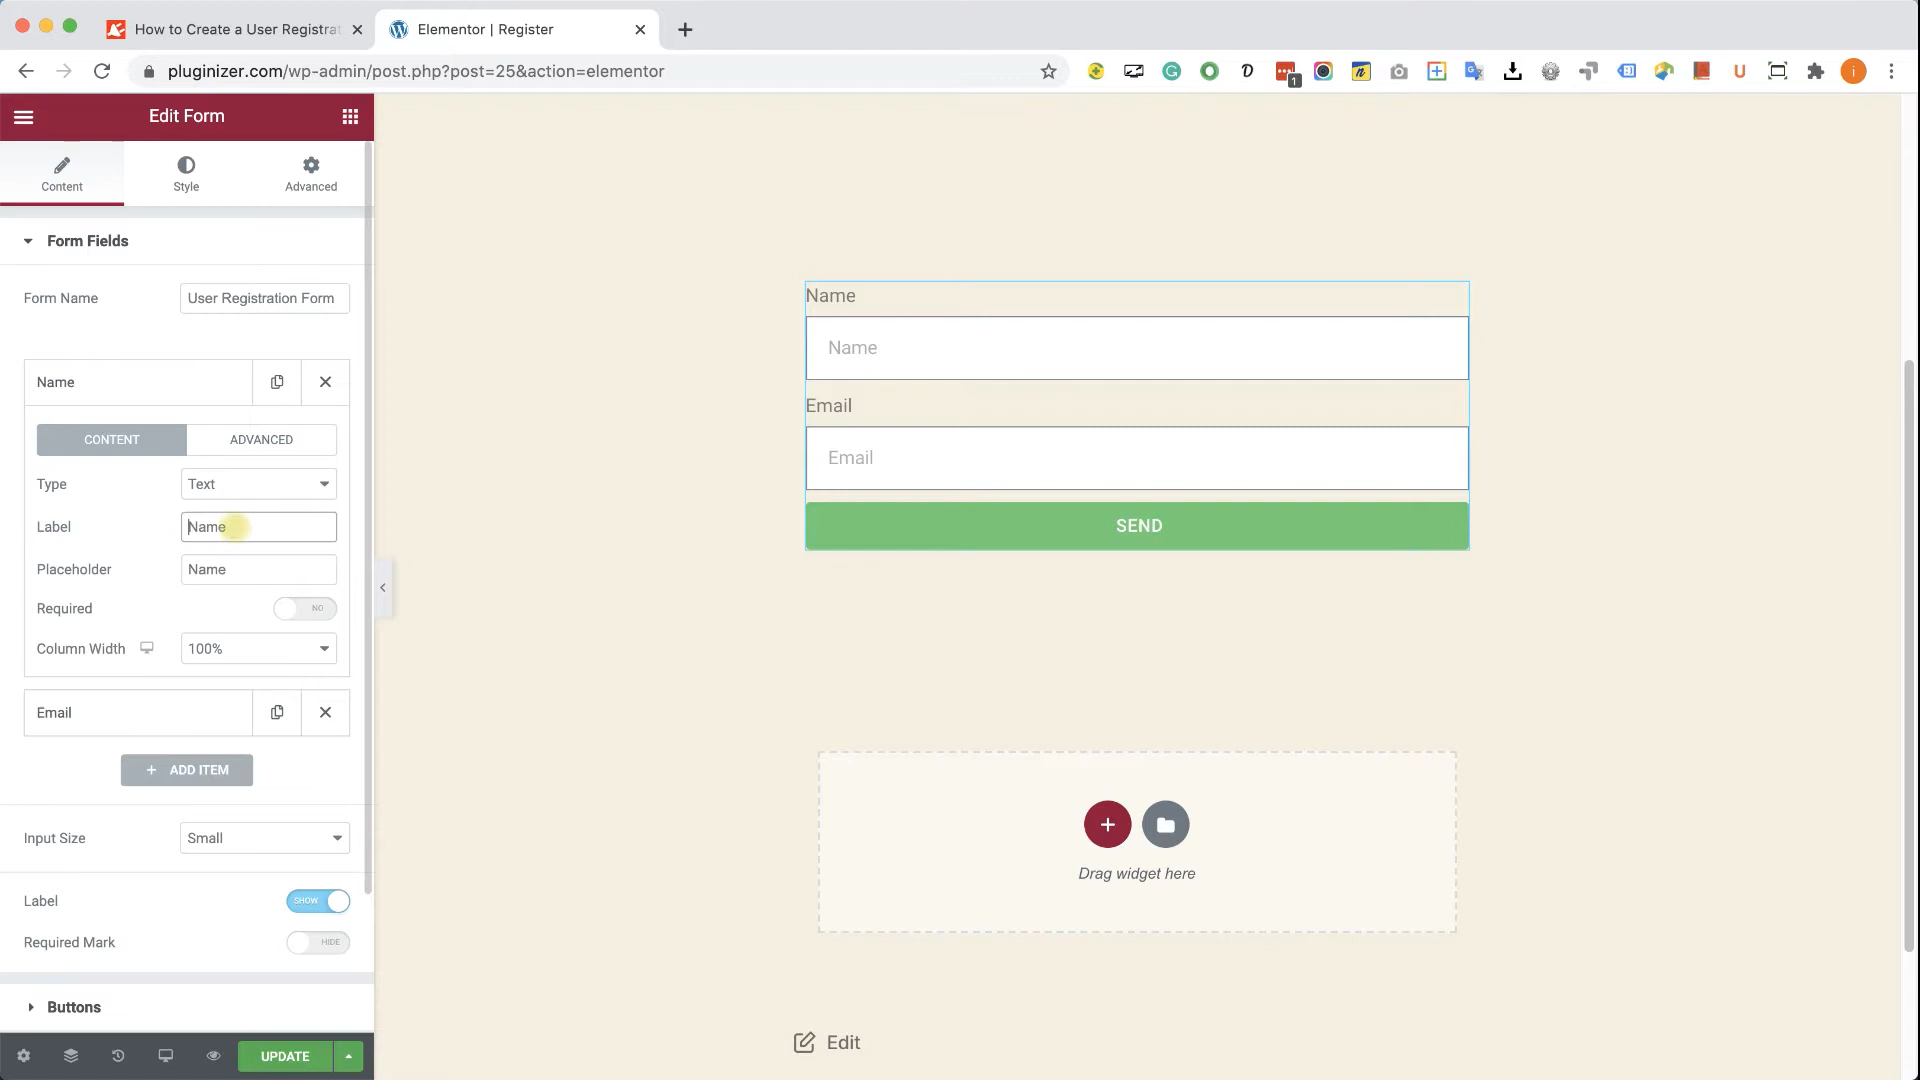 How to Create a User Registrat
Elementor | Register
pluginizer.com/wp-admin/post.php?post=25&action=elementor
1
i
Edit Form
Content
Style
Advanced
Form Fields
Form Name
User Registration Form
Name
CONTENT
ADVANCED
Type
Text
Label
Name
Placeholder
Name
Required
NO
Column Width
100%
Email
+ ADD ITEM
Input Size
Small
Label
SHOW
Required Mark
HIDE
Buttons
UPDATE
Name
Name
Email
Email
SEND
Drag widget here
Edit